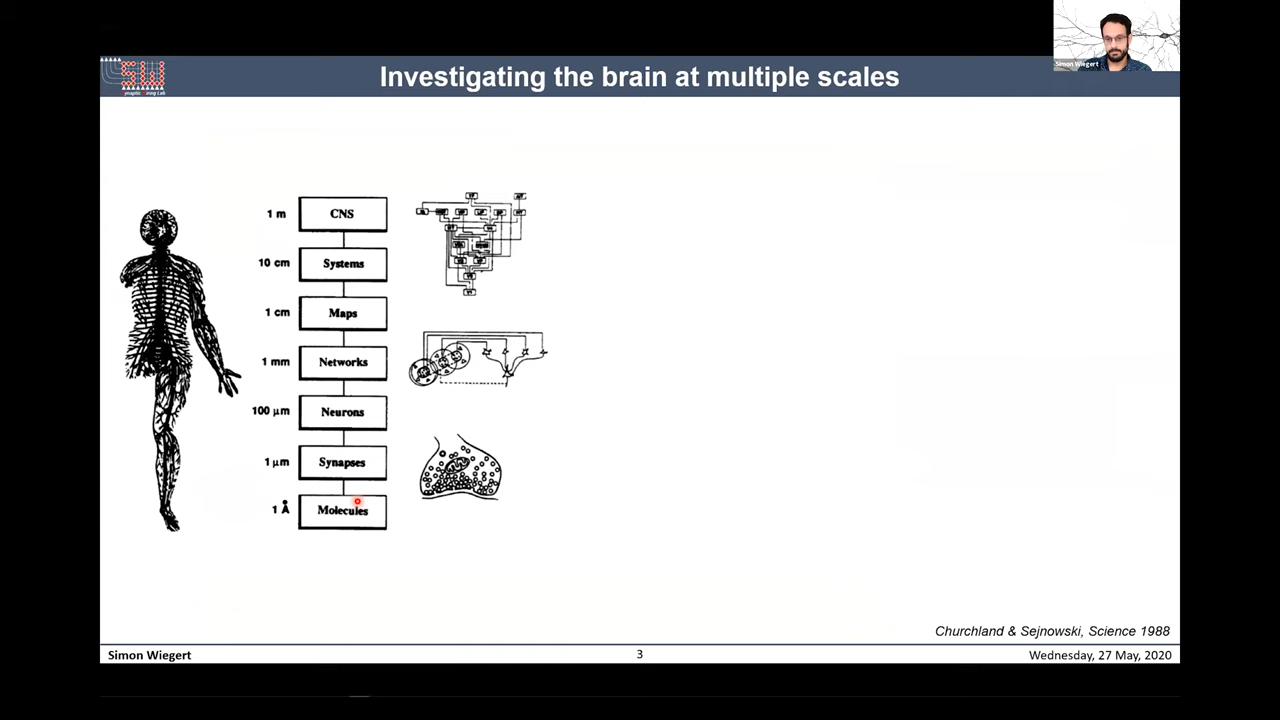 Investigating the brain at multiple scales
Simon Wiegert
1 m
CNS
10 cm
Systems
1 cm
Maps
1 mm
Networks
100 μm
Neurons
1 μm
Synapses
1 Å
Molecules
Churchland & Sejnowski, Science 1988
Simon Wiegert
3
Wednesday, 27 May, 2020